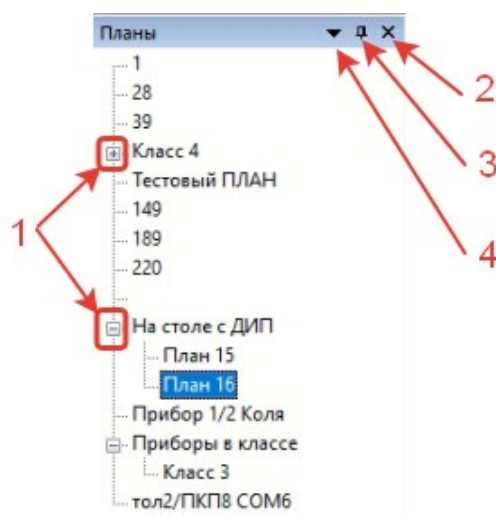 Планы
2
1
28
39
3
Класс 4
Тестовый ПЛАН
149
1
189
4
220
На столе с ДИП
План 15
План 16
Прибор 1/2 Коля
Приборы в классе
Класс 3
тол2/ПКП8 COM6